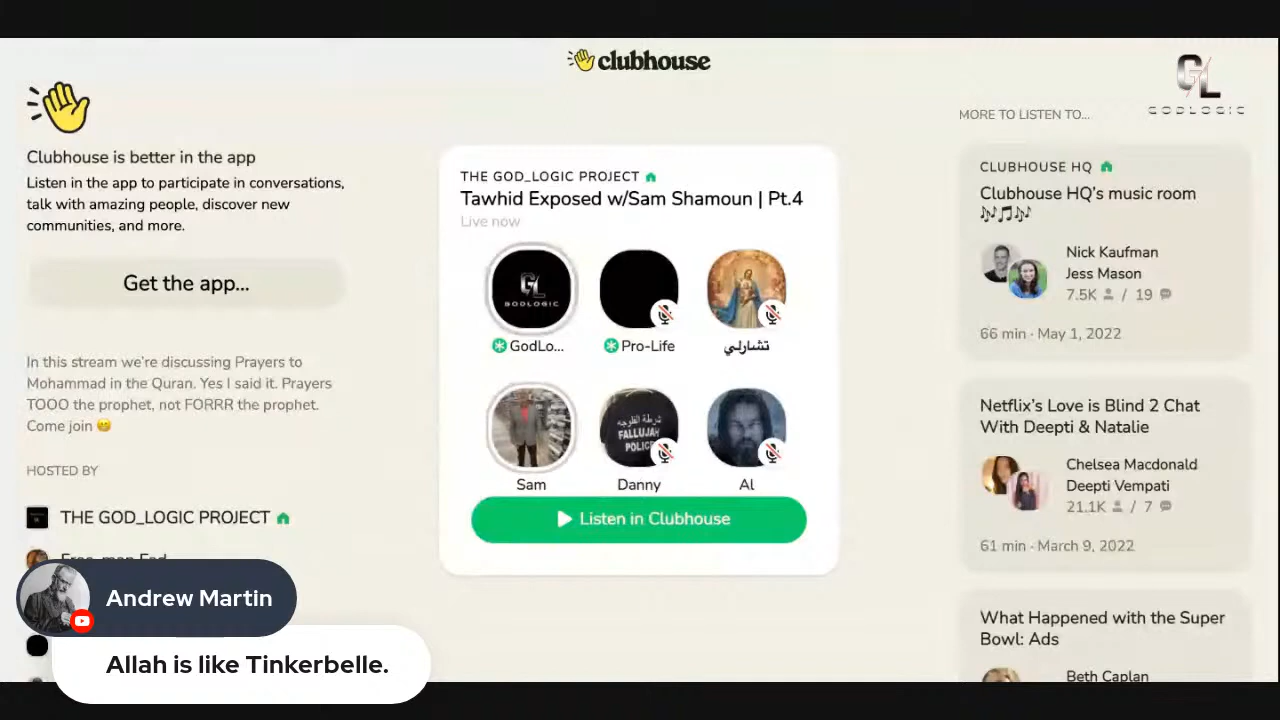 clubhouse
GL
GODLOGIC
Clubhouse is better in the app
Listen in the app to participate in conversations,
talk with amazing people, discover new
communities, and more.
Get the app...
In this stream we're discussing Prayers to
Mohammad in the Quran. Yes I said it. Prayers
TOOO the prophet, not FORRR the prophet.
Come join 😁
HOSTED BY
THE GOD_LOGIC PROJECT
Andrew Martin
Allah is like Tinkerbelle.
THE GOD_LOGIC PROJECT
Tawhid Exposed w/Sam Shamoun | Pt.4
Live now
GL
GODLOGIC
GodLo...
Pro-Life
تشارلي
شرطة الفلوجه
FALLUJAH
POLICE
Sam
Danny
Al
Listen in Clubhouse
MORE TO LISTEN TO...
CLUBHOUSE HQ
Clubhouse HQ's music room
🎶🎵🎶
Nick Kaufman
Jess Mason
7.5K / 19
66 min · May 1, 2022
Netflix's Love is Blind 2 Chat
With Deepti & Natalie
Chelsea Macdonald
Deepti Vempati
21.1K / 7
61 min · March 9, 2022
What Happened with the Super
Bowl: Ads
Beth Caplan